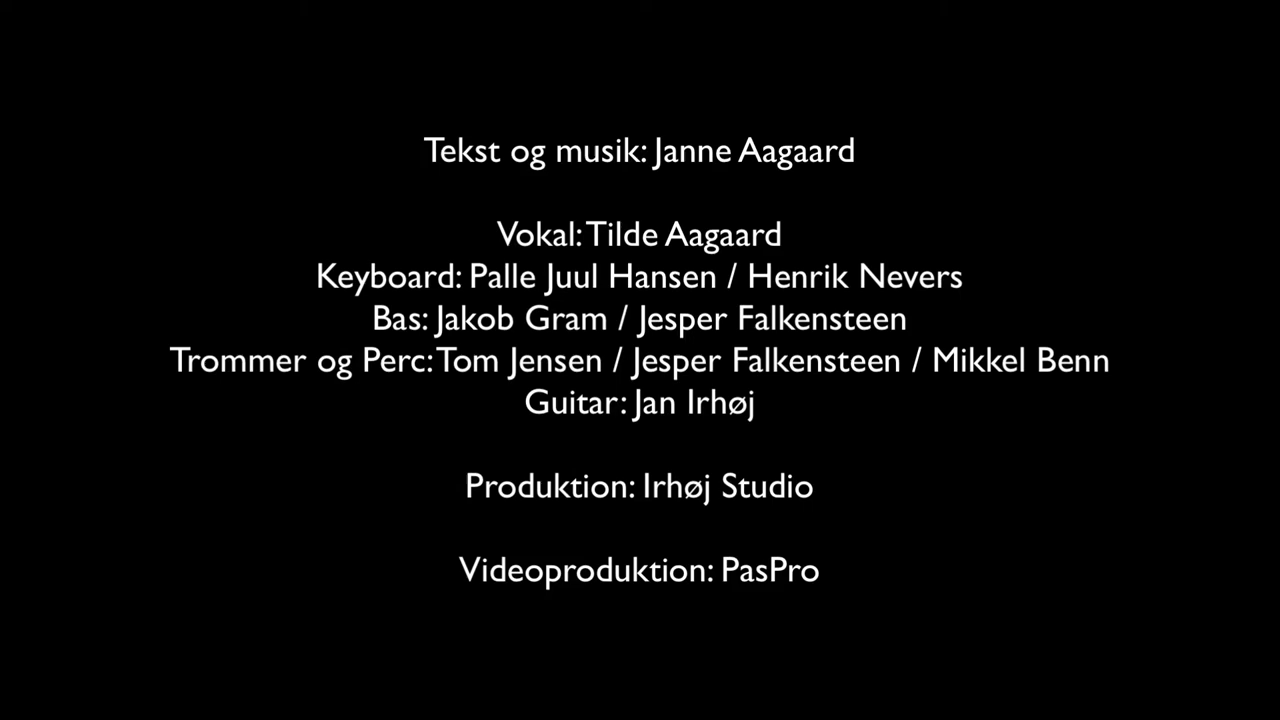 Tekst og musik: Janne Aagaard
Vokal: Tilde Aagaard
Keyboard: Palle Juul Hansen / Henrik Nevers
Bas: Jakob Gram / Jesper Falkensteen
Trommer og Perc: Tom Jensen / Jesper Falkensteen / Mikkel Benn
Guitar: Jan Irhøj
Produktion: Irhøj Studio
Videoproduktion: PasPro